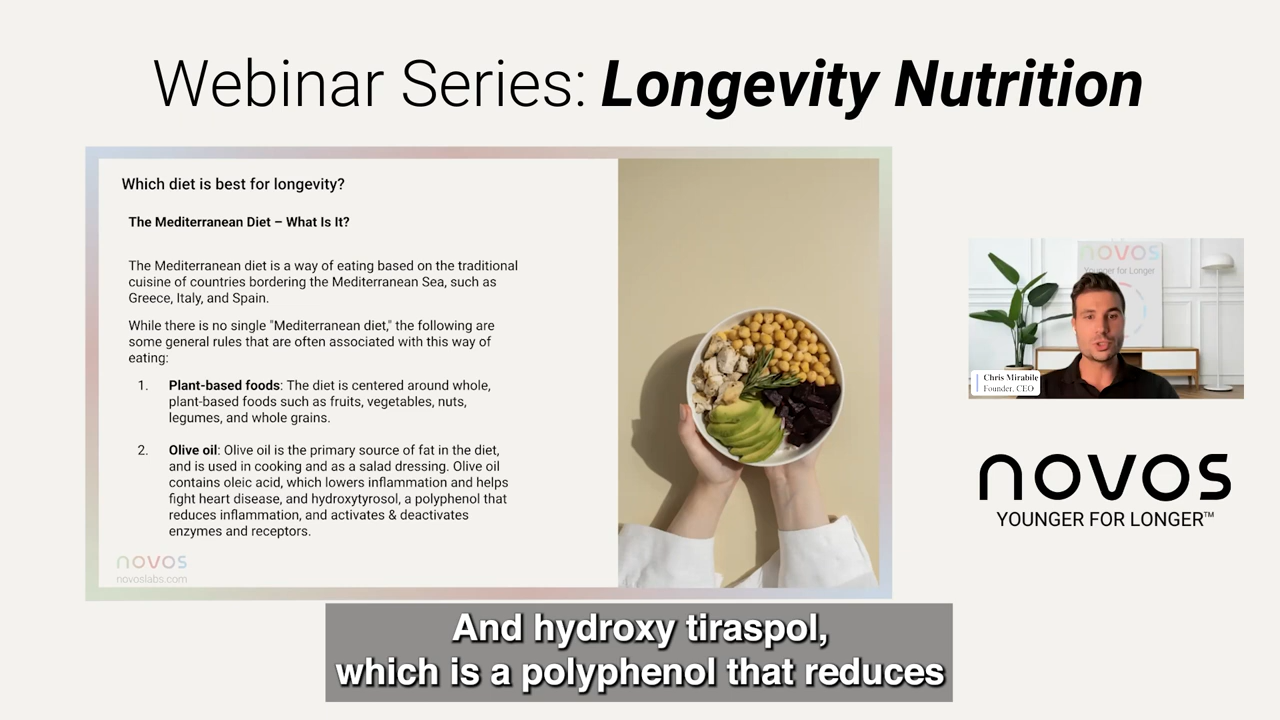 Webinar Series: Longevity Nutrition
Which diet is best for longevity?
The Mediterranean Diet – What Is It?
The Mediterranean diet is a way of eating based on the traditional
cuisine of countries bordering the Mediterranean Sea, such as
Greece, Italy, and Spain.
While there is no single "Mediterranean diet," the following are
some general rules that are often associated with this way of
eating:
1. Plant-based foods: The diet is centered around whole,
plant-based foods such as fruits, vegetables, nuts,
legumes, and whole grains.
2. Olive oil: Olive oil is the primary source of fat in the diet,
and is used in cooking and as a salad dressing. Olive oil
contains oleic acid, which lowers inflammation and helps
fight heart disease, and hydroxytyrosol, a polyphenol that
reduces inflammation, and activates & deactivates
enzymes and receptors.
novos
novoslabs.com
novos
Younger for Longer
Chris Mirabile
Founder, CEO
novos
YOUNGER FOR LONGER™
And hydroxy tiraspol,
which is a polyphenol that reduces